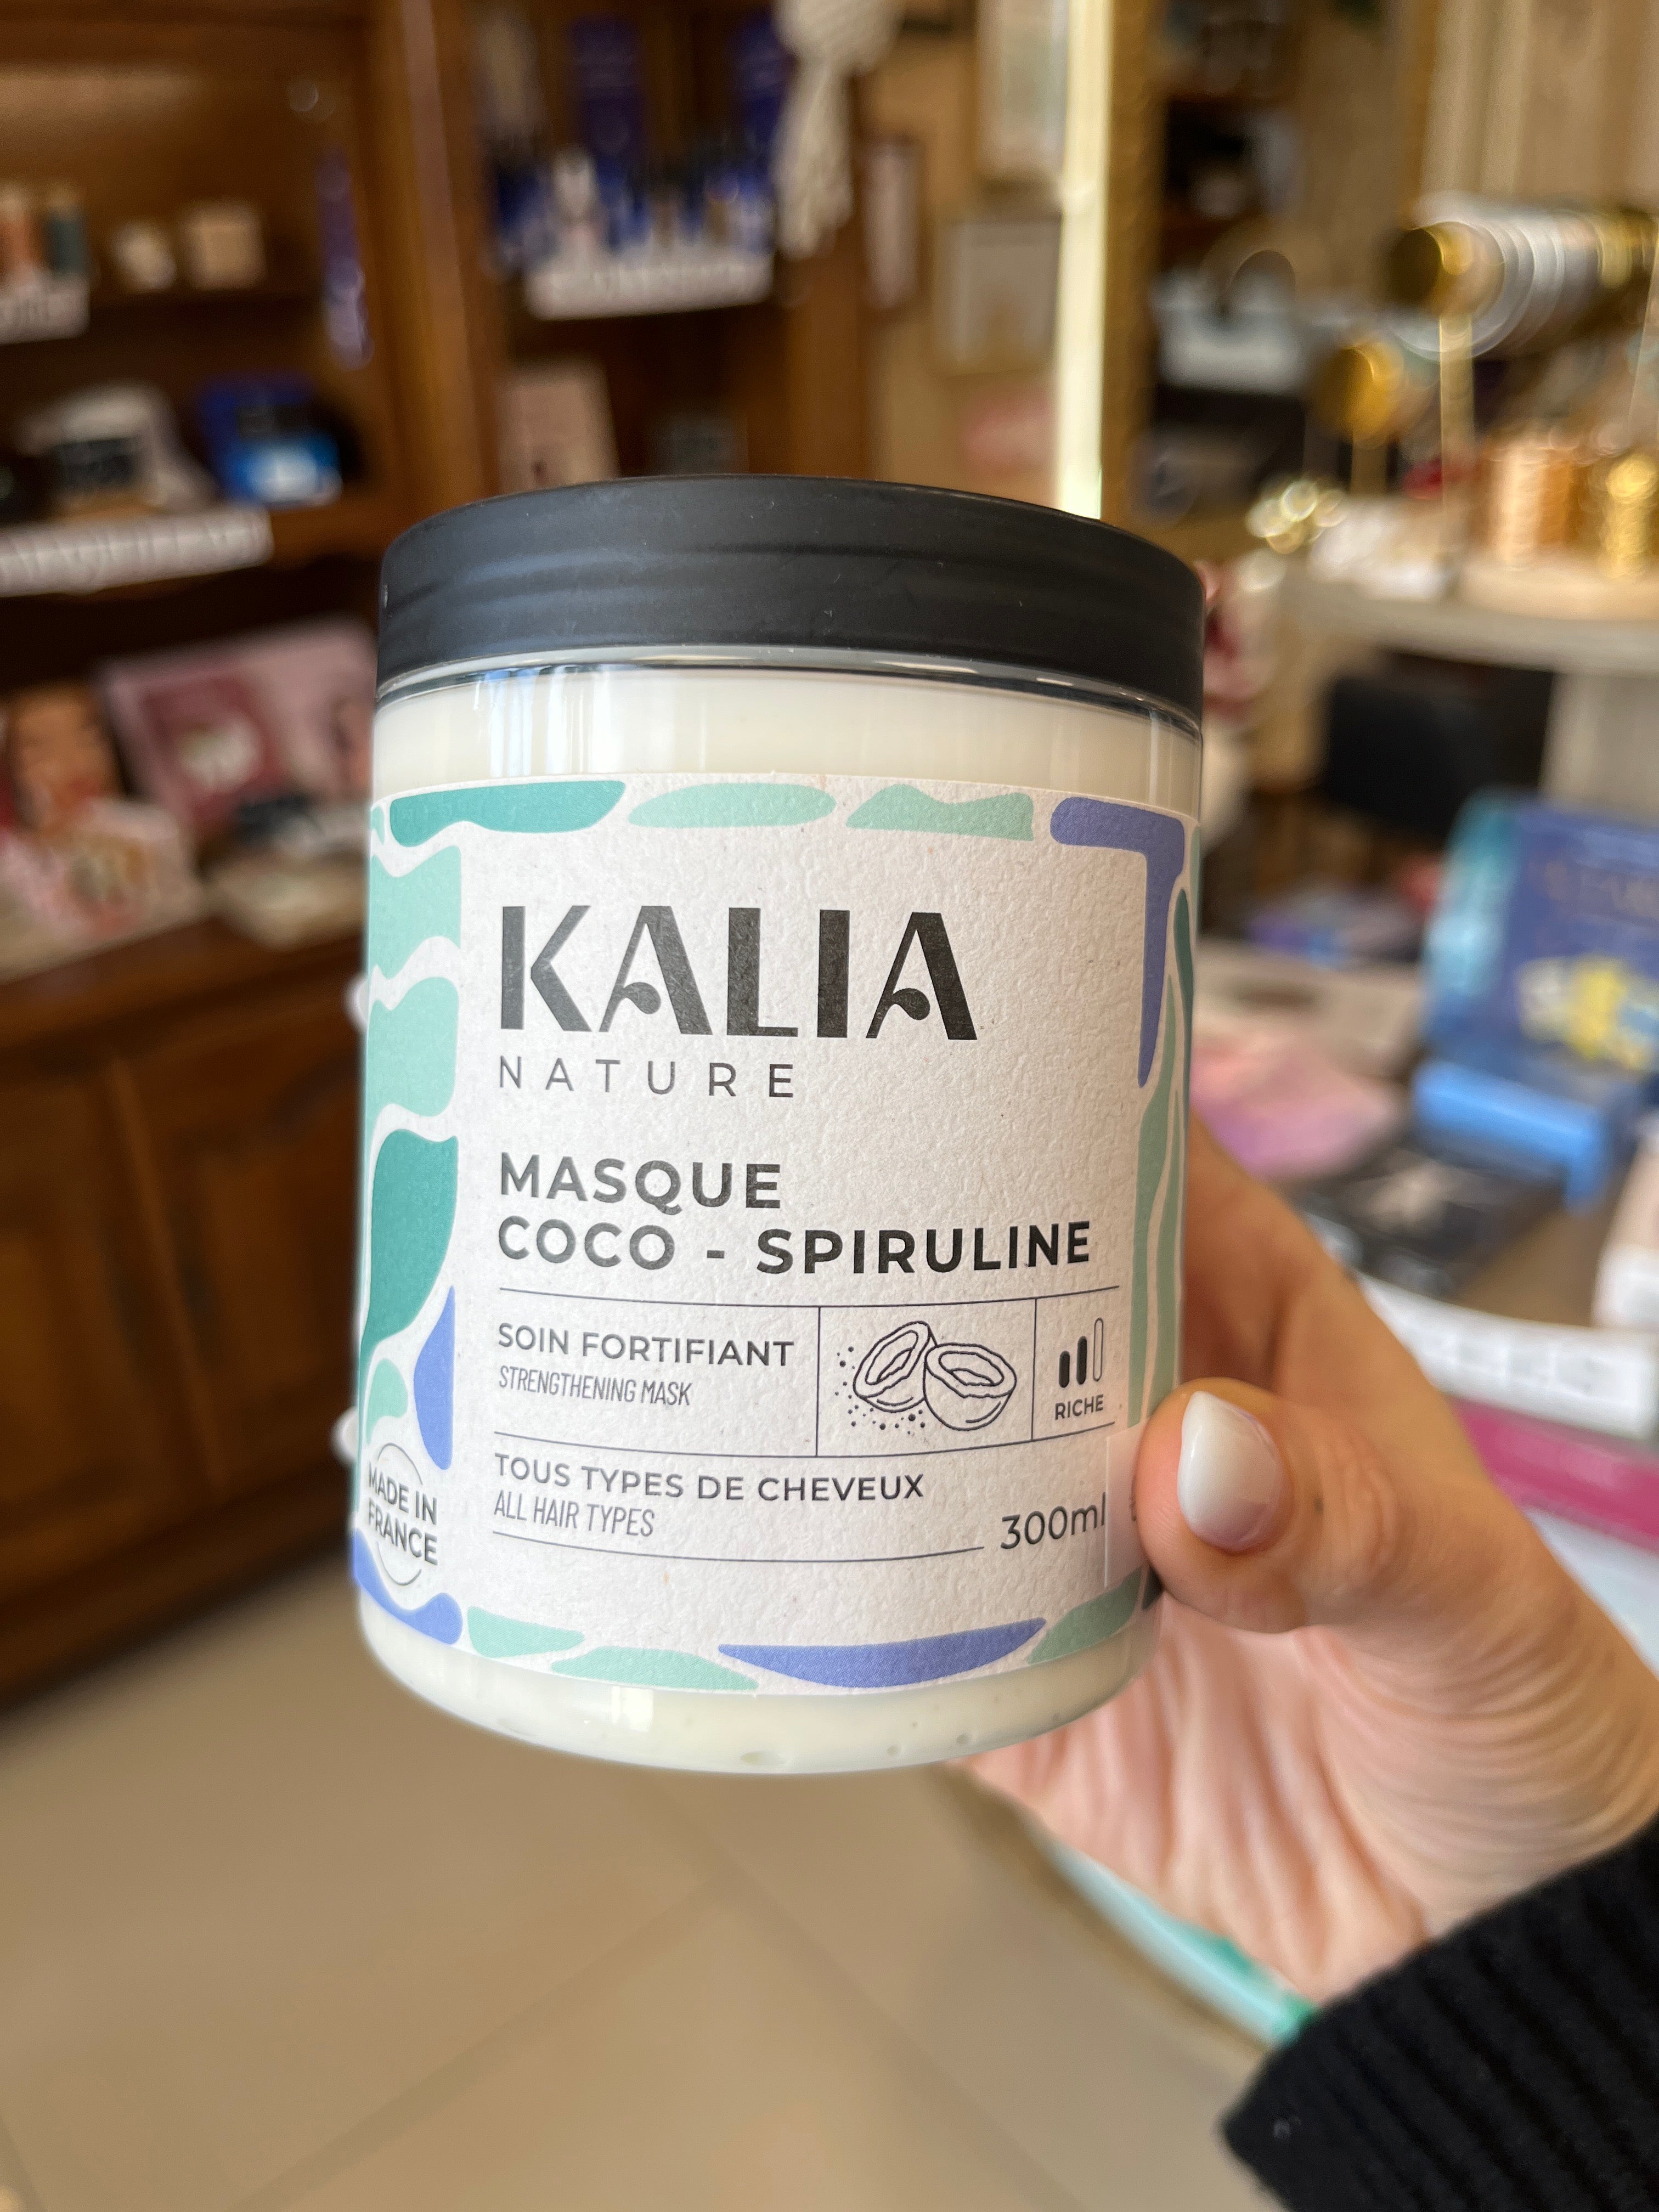 KALIA
NATURE
MASQUE
COCO - SPIRULINE
SOIN FORTIFIANT
STRENGTHENING MASK
RICHE
TOUS TYPES DE CHEVEUX
ALL HAIR TYPES
300ml
MADE IN
FRANCE